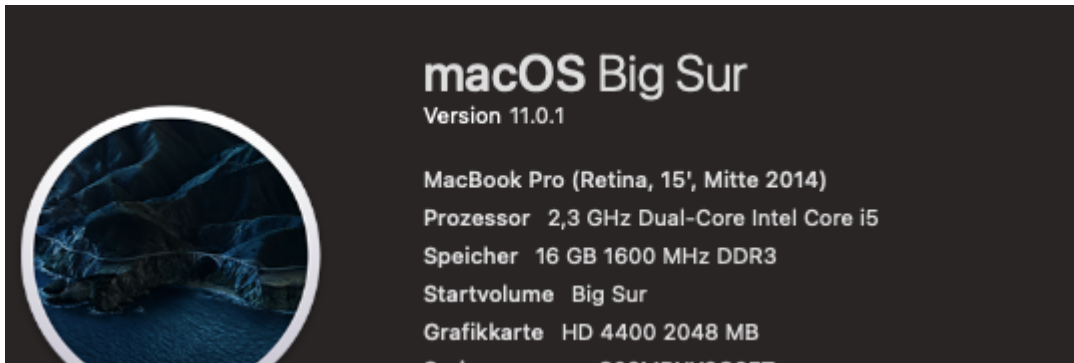 macOS Big Sur
Version 11.0.1
MacBook Pro (Retina, 15', Mitte 2014)
Prozessor 2,3 GHz Dual-Core Intel Core i5
Speicher 16 GB 1600 MHz DDR3
Startvolume Big Sur
Grafikkarte HD 4400 2048 MB